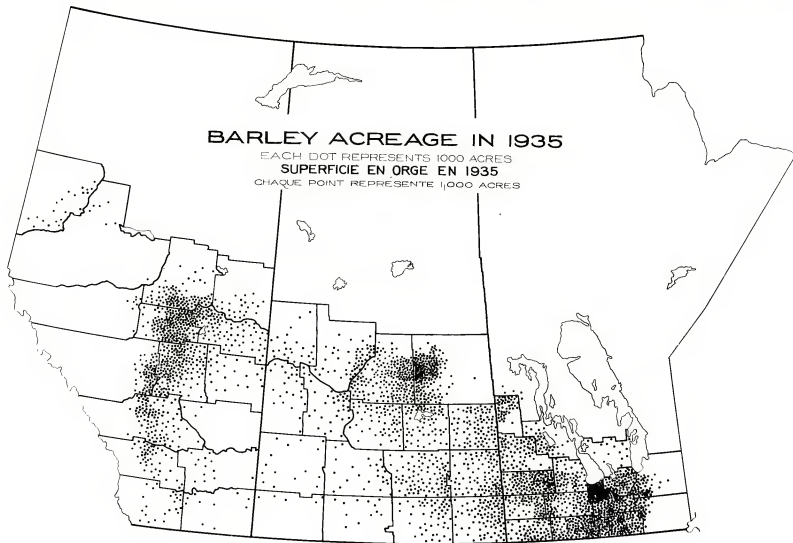 BARLEY ACREAGE IN 1935
EACH DOT REPRESENTS 1000 ACRES
SUPERFICIE EN ORGE EN 1935
CHAQUE POINT REPRÉSENTE 1,000 ACRES